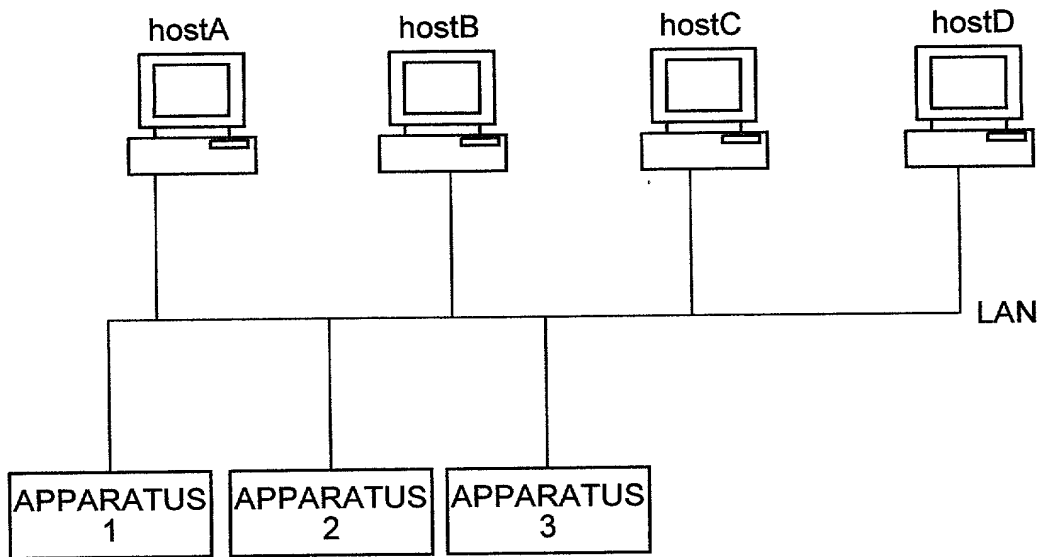 hostA
hostB
hostC
hostD
LAN
APPARATUS
1
APPARATUS
2
APPARATUS
3